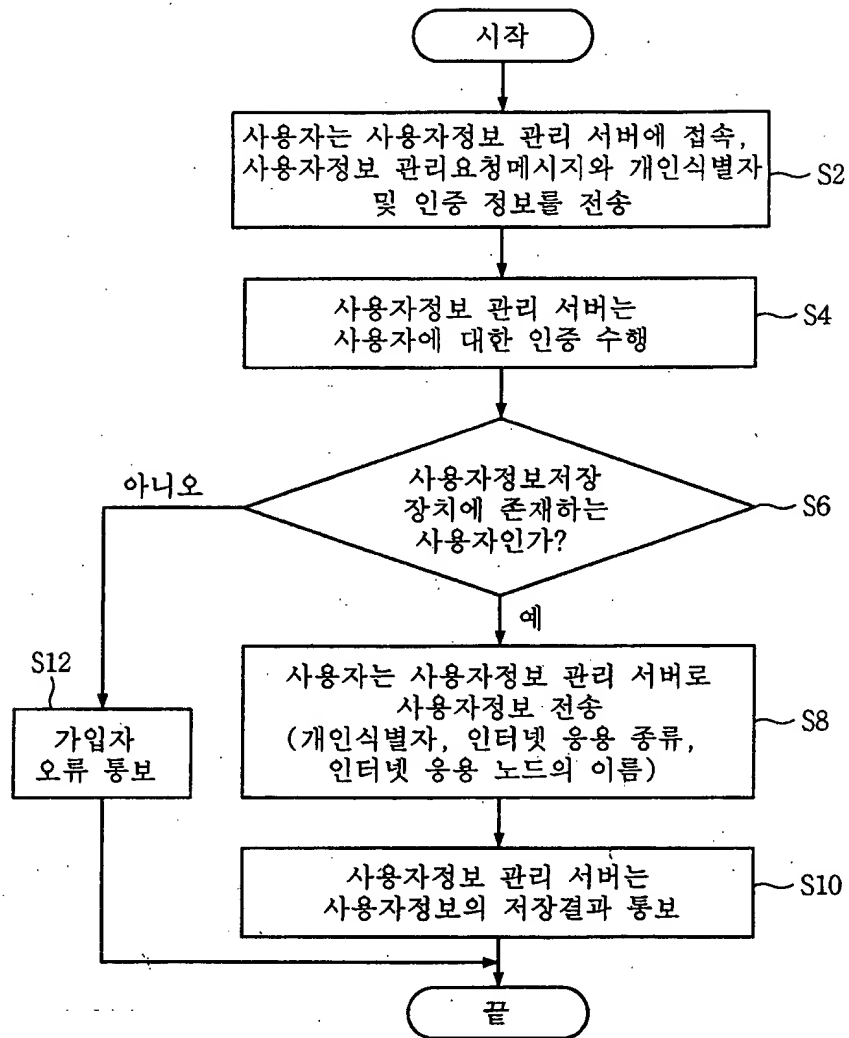 시작
사용자는 사용자정보 관리 서버에 접속,
사용자정보 관리요청메시지와 개인식별자
및 인증 정보를 전송
S2
사용자정보 관리 서버는
사용자에 대한 인증 수행
S4
사용자정보저장
장치에 존재하는
사용자인가?
S6
아니오
예
S12
가입자
오류 통보
사용자는 사용자정보 관리 서버로
사용자정보 전송
(개인식별자, 인터넷 응용 종류,
인터넷 응용 노드의 이름)
S8
사용자정보 관리 서버는
사용자정보의 저장결과 통보
S10
끝